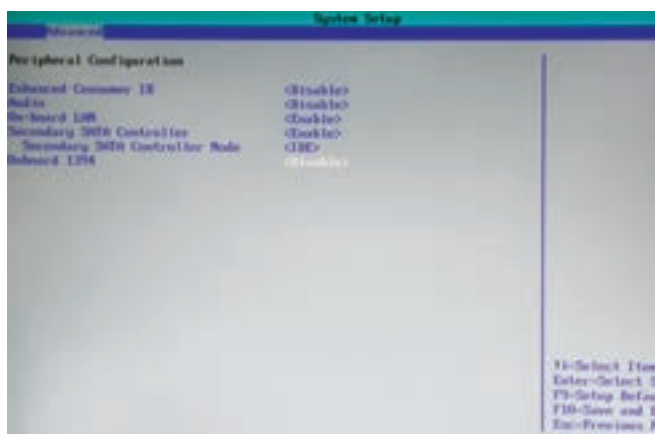 System Setup
Advanced
Peripheral Configuration
Enhanced Consumer IR <Disable>
Audio <Disable>
On-board LAN <Enable>
Secondary SATA Controller <Enable>
Secondary SATA Controller Mode <IDE>
Onboard 1394 <Disable>
↑↓-Select Item
Enter-Select S
F9-Setup Defau
F10-Save and E
Esc-Previous